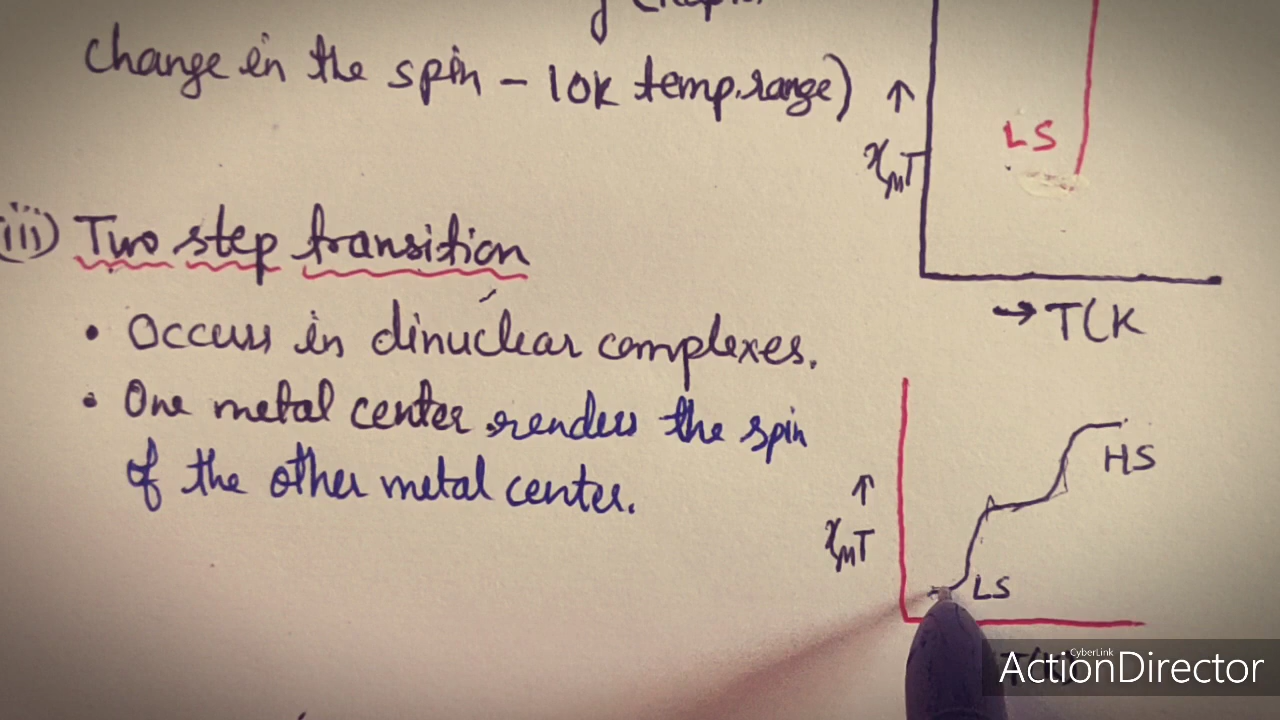 change in the spin - 10K temp. range)
↑
χMT
LS
→ T(K
(iii) Two step transition
• Occurs in dinuclear complexes.
• One metal center renders the spin
of the other metal center.
↑
χMT
HS
LS
T(K)
CyberLink
ActionDirector